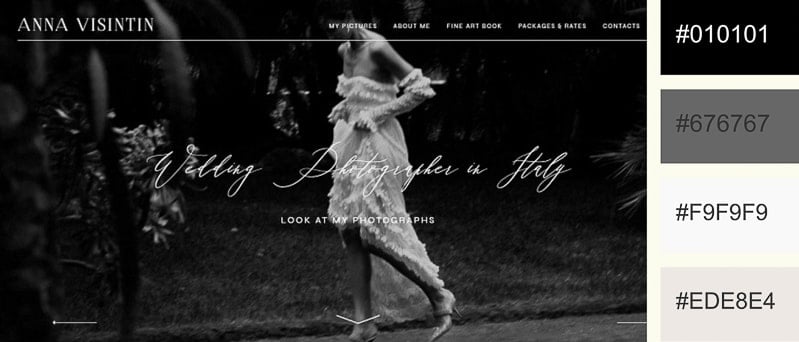 ANNA VISINTIN
MY PICTURES ABOUT ME FINE ART BOOK PACKAGES & RATES CONTACTS
Wedding Photographer in Italy
LOOK AT MY PHOTOGRAPHS
#010101
#676767
#F9F9F9
#EDE8E4